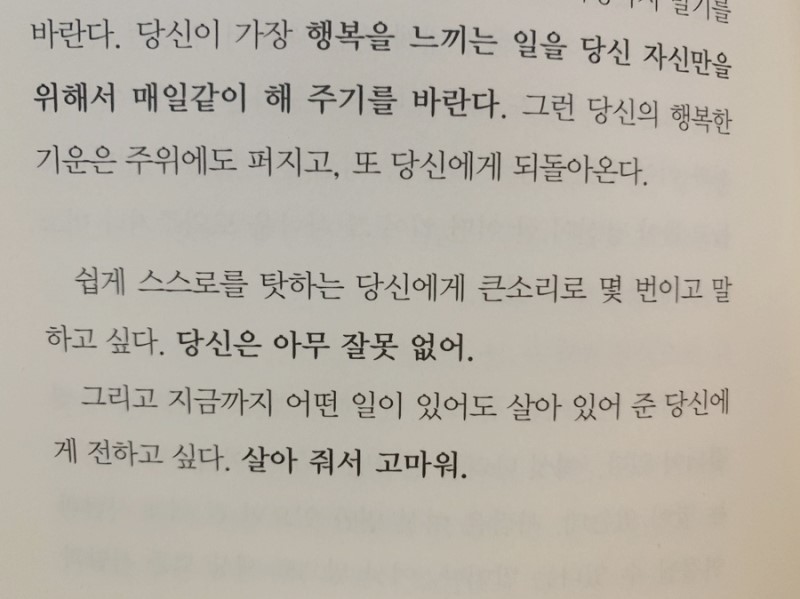 바란다. 당신이 가장 행복을 느끼는 일을 당신 자신만을
위해서 매일같이 해 주기를 바란다. 그런 당신의 행복한
기운은 주위에도 퍼지고, 또 당신에게 되돌아온다.
쉽게 스스로를 탓하는 당신에게 큰소리로 몇 번이고 말
하고 싶다. 당신은 아무 잘못 없어.
그리고 지금까지 어떤 일이 있어도 살아 있어 준 당신에
게 전하고 싶다. 살아 줘서 고마워.